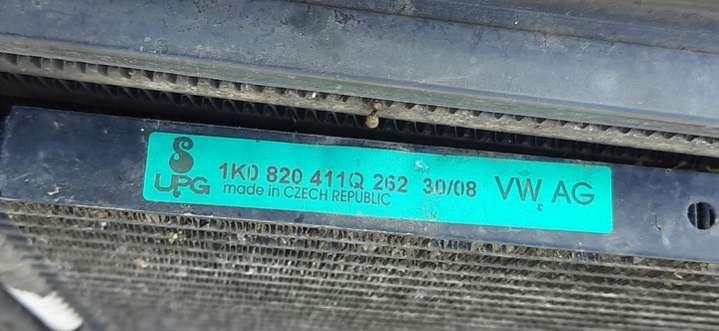 UPG
1K0 820 411Q 262 30/08
made in CZECH REPUBLIC
VW AG
r